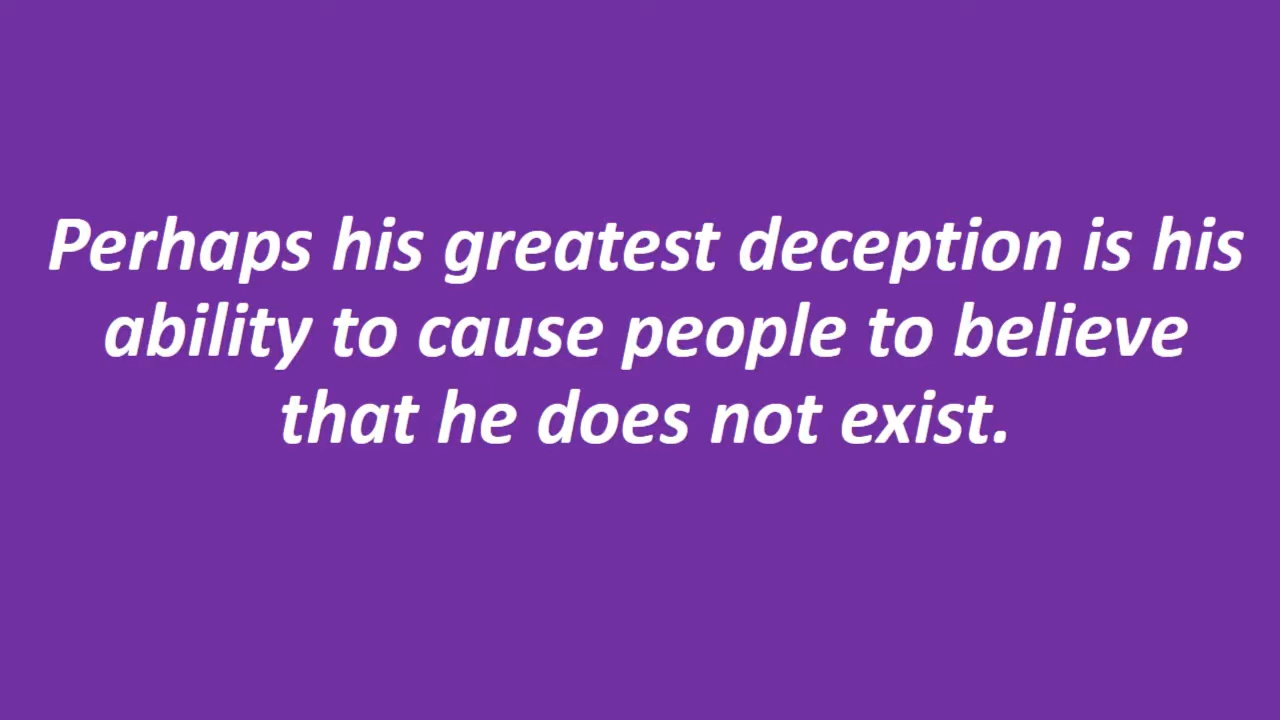 Perhaps his greatest deception is his
ability to cause people to believe
that he does not exist.